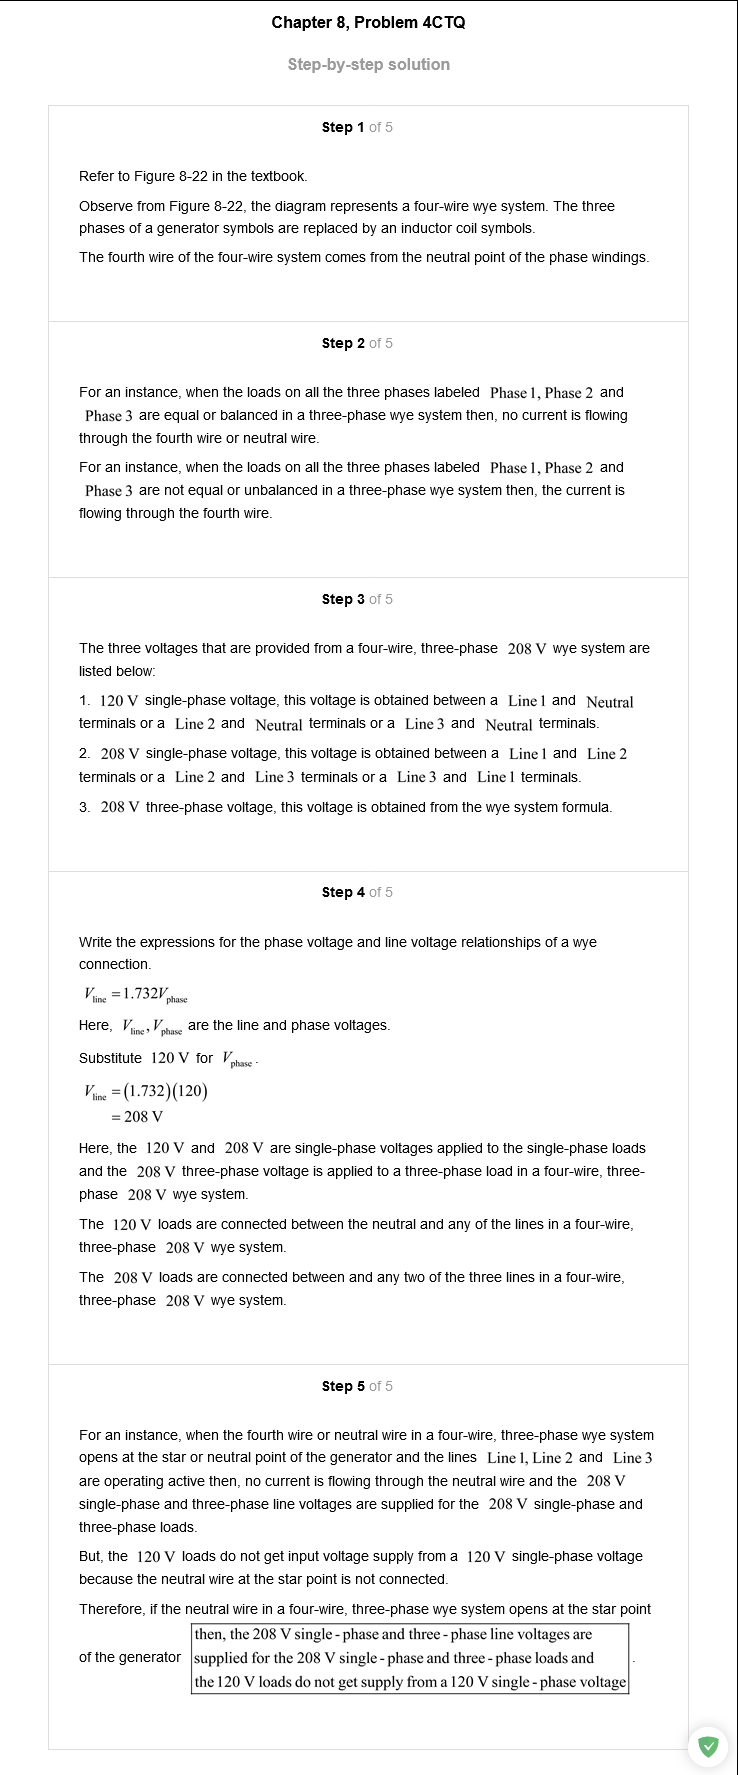 Chapter 8, Problem 4CTQ
Step-by-step solution
Step 1 of 5
Refer to Figure 8-22 in the textbook.
Observe from Figure 8-22, the diagram represents a four-wire wye system. The three
phases of a generator symbols are replaced by an inductor coil symbols.
The fourth wire of the four-wire system comes from the neutral point of the phase windings.
Step 2 of 5
For an instance, when the loads on all the three phases labeled Phase 1, Phase 2 and
Phase 3 are equal or balanced in a three-phase wye system then, no current is flowing
through the fourth wire or neutral wire.
For an instance, when the loads on all the three phases labeled Phase 1, Phase 2 and
Phase 3 are not equal or unbalanced in a three-phase wye system then, the current is
flowing through the fourth wire.
Step 3 of 5
The three voltages that are provided from a four-wire, three-phase 208 V wye system are
listed below:
1. 120 V single-phase voltage, this voltage is obtained between a Line 1 and Neutral
terminals or a Line 2 and Neutral terminals or a Line 3 and Neutral terminals.
2. 208 V single-phase voltage, this voltage is obtained between a Line 1 and Line 2
terminals or a Line 2 and Line 3 terminals or a Line 3 and Line 1 terminals.
3. 208 V three-phase voltage, this voltage is obtained from the wye system formula.
Step 4 of 5
Write the expressions for the phase voltage and line voltage relationships of a wye
connection.
V_line = 1.732V_phase
Here, V_line, V_phase are the line and phase voltages.
Substitute 120 V for V_phase.
V_line = (1.732)(120)
= 208 V
Here, the 120 V and 208 V are single-phase voltages applied to the single-phase loads
and the 208 V three-phase voltage is applied to a three-phase load in a four-wire, three-
phase 208 V wye system.
The 120 V loads are connected between the neutral and any of the lines in a four-wire,
three-phase 208 V wye system.
The 208 V loads are connected between and any two of the three lines in a four-wire,
three-phase 208 V wye system.
Step 5 of 5
For an instance, when the fourth wire or neutral wire in a four-wire, three-phase wye system
opens at the star or neutral point of the generator and the lines Line 1, Line 2 and Line 3
are operating active then, no current is flowing through the neutral wire and the 208 V
single-phase and three-phase line voltages are supplied for the 208 V single-phase and
three-phase loads.
But, the 120 V loads do not get input voltage supply from a 120 V single-phase voltage
because the neutral wire at the star point is not connected.
Therefore, if the neutral wire in a four-wire, three-phase wye system opens at the star point
of the generator
then, the 208 V single-phase and three-phase line voltages are
supplied for the 208 V single-phase and three-phase loads and
the 120 V loads do not get supply from a 120 V single-phase voltage
.